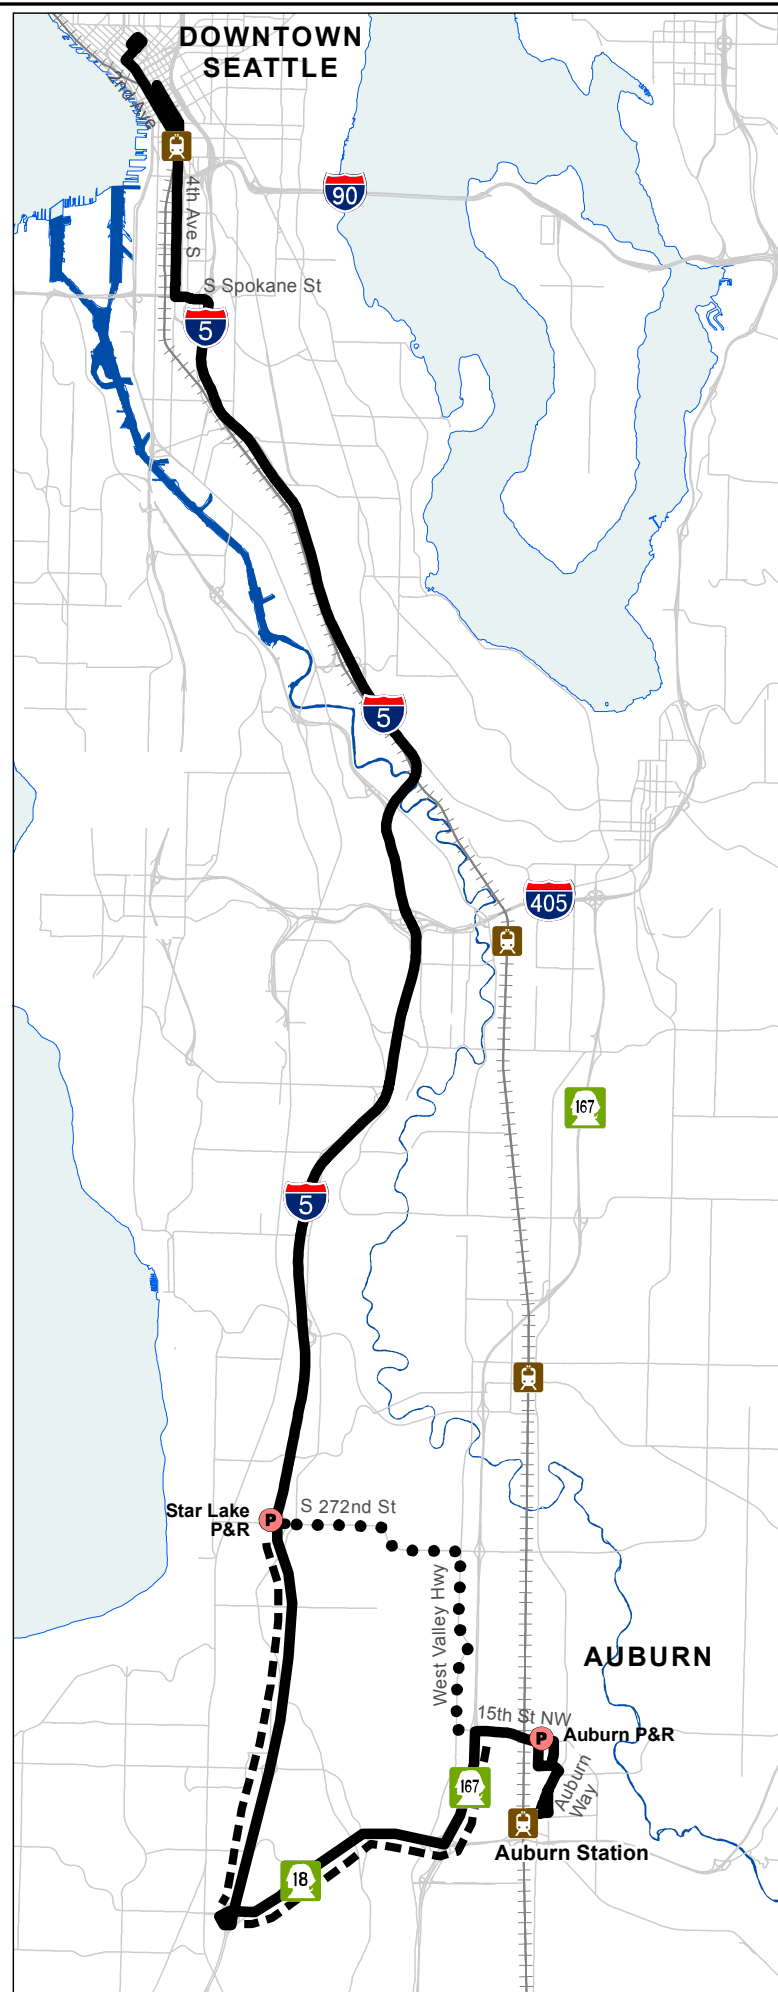 DOWNTOWN
SEATTLE
2nd Ave
4th Ave S
90
S Spokane St
5
5
405
167
5
Star Lake
P&R
P
S 272nd St
West Valley Hwy
AUBURN
15th St NW
P
Auburn P&R
Auburn
Way
167
Auburn Station
18